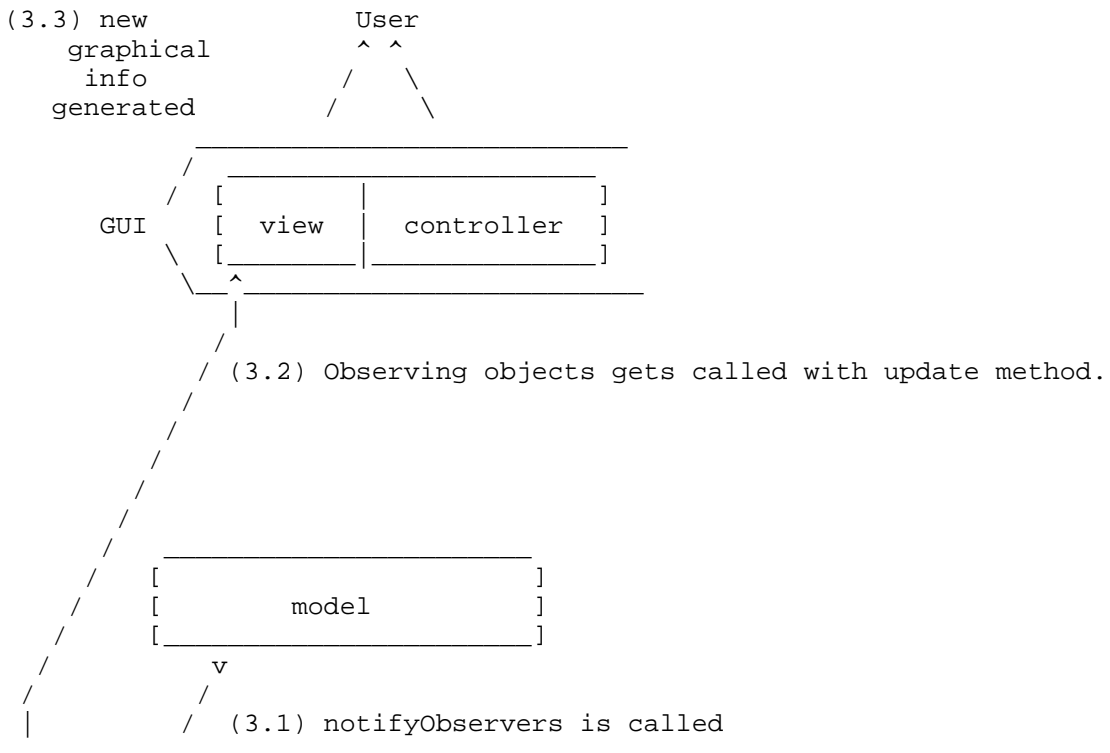 (3.3) new User
graphical
info
generated
GUI view controller
(3.2) Observing objects gets called with update method.
model
(3.1) notifyObservers is called